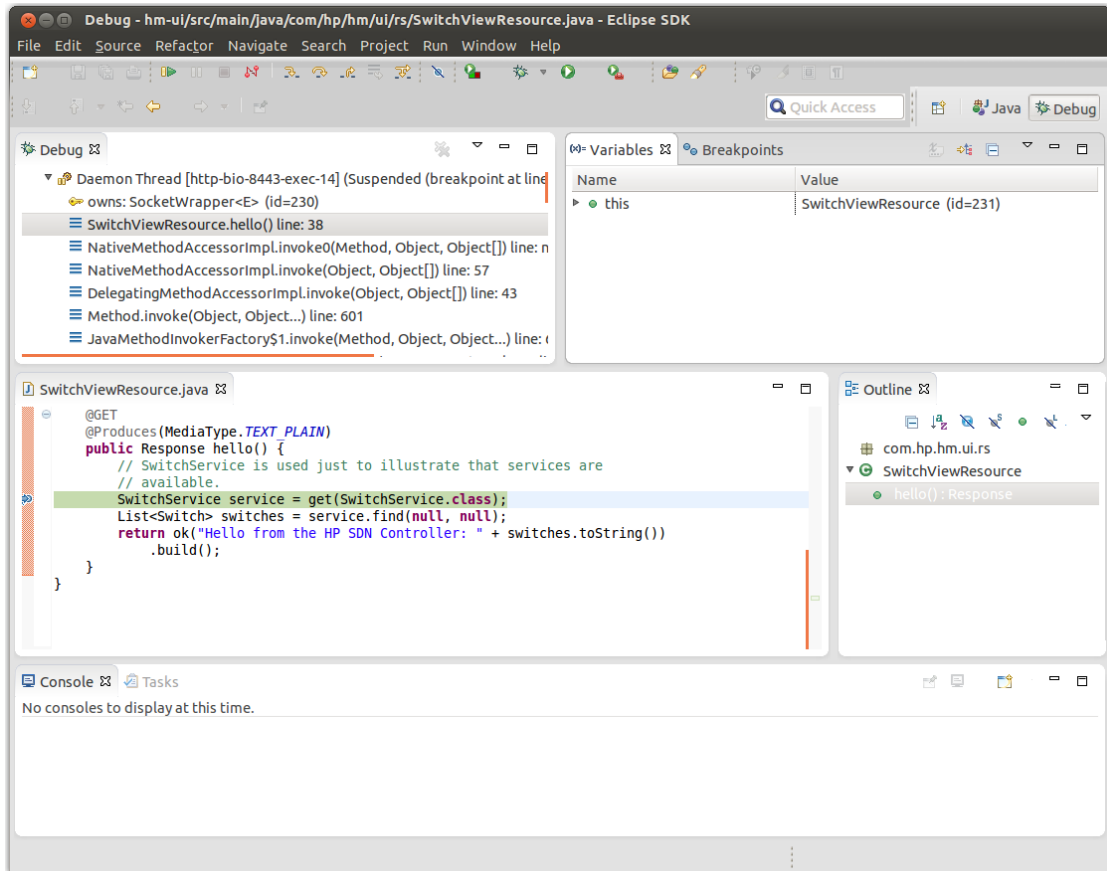 Debug - hm-ui/src/main/java/com/hp/hm/ui/rs/SwitchViewResource.java - Eclipse SDK
File Edit Source Refactor Navigate Search Project Run Window Help
Quick Access
Java
Debug
Debug
Daemon Thread [http-bio-8443-exec-14] (Suspended (breakpoint at line
owns: SocketWrapper<E> (id=230)
SwitchViewResource.hello() line: 38
NativeMethodAccessorImpl.invoke0(Method, Object, Object[]) line: n
NativeMethodAccessorImpl.invoke(Object, Object[]) line: 57
DelegatingMethodAccessorImpl.invoke(Object, Object[]) line: 43
Method.invoke(Object, Object...) line: 601
JavaMethodInvokerFactory$1.invoke(Method, Object, Object...) line:
(x)= Variables
Breakpoints
Name Value
this SwitchViewResource (id=231)
SwitchViewResource.java
@GET
@Produces(MediaType.TEXT_PLAIN)
public Response hello() {
// SwitchService is used just to illustrate that services are
// available.
SwitchService service = get(SwitchService.class);
List<Switch> switches = service.find(null, null);
return ok("Hello from the HP SDN Controller: " + switches.toString())
.build();
}
}
Outline
com.hp.hm.ui.rs
SwitchViewResource
hello() : Response
Console
Tasks
No consoles to display at this time.